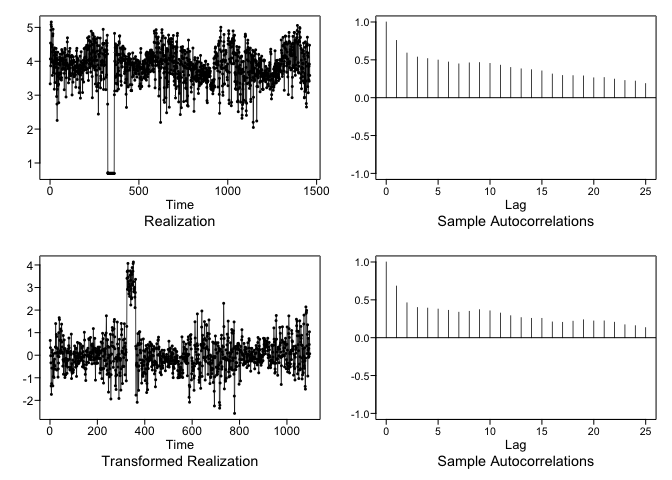 5
4
3
2
1
0 500 1000 1500
Time
Realization
1.0
0.5
0.0
-0.5
-1.0
0 5 10 15 20 25
Lag
Sample Autocorrelations
4
3
2
1
0
-1
-2
0 200 400 600 800 1000
Time
Transformed Realization
1.0
0.5
0.0
-0.5
-1.0
0 5 10 15 20 25
Lag
Sample Autocorrelations